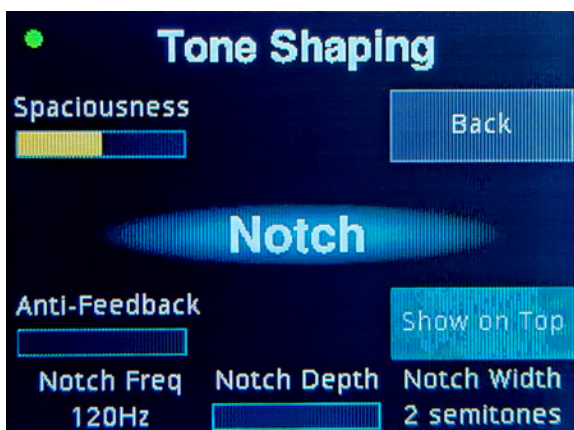 Tone Shaping
Spaciousness
Back
Notch
Anti-Feedback
Show on Top
Notch Freq Notch Depth Notch Width
120Hz 2 semitones